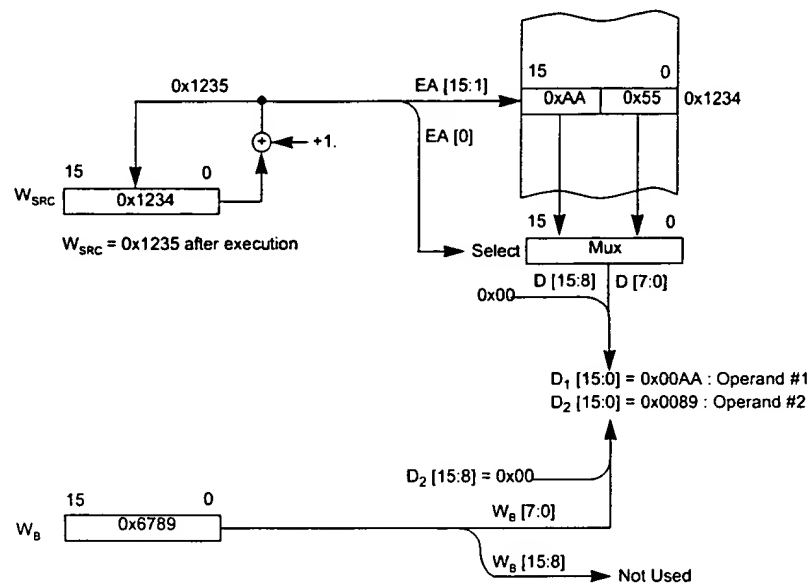 15 0
0x1235
EA [15:1]
0xAA 0x55 0x1234
EA [0]
+
+1.
15 0
W_SRC 0x1234
W_SRC = 0x1235 after execution
15 0
Select Mux
D [15:8] D [7:0]
0x00
D_1 [15:0] = 0x00AA : Operand #1
D_2 [15:0] = 0x0089 : Operand #2
D_2 [15:8] = 0x00
15 0
W_B 0x6789
W_B [7:0]
W_B [15:8]
Not Used